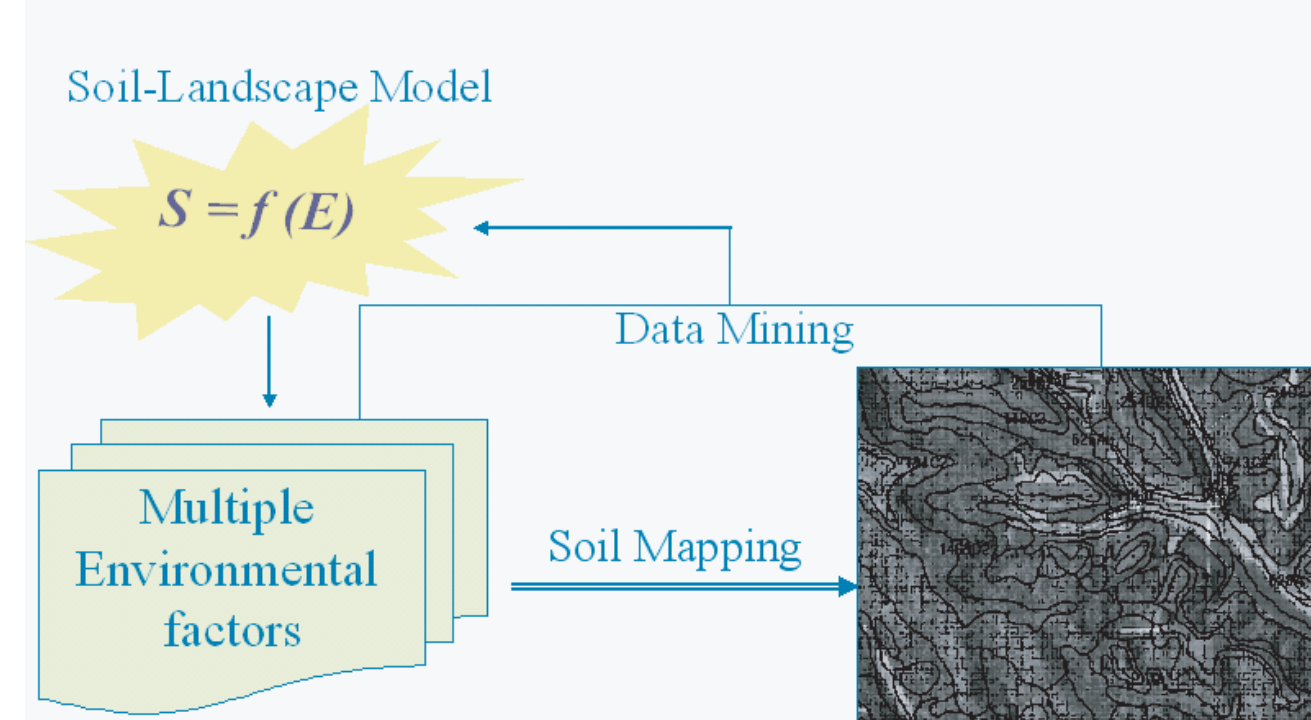 Soil-Landscape Model
S = f (E)
Data Mining
Multiple
Environmental
factors
Soil Mapping